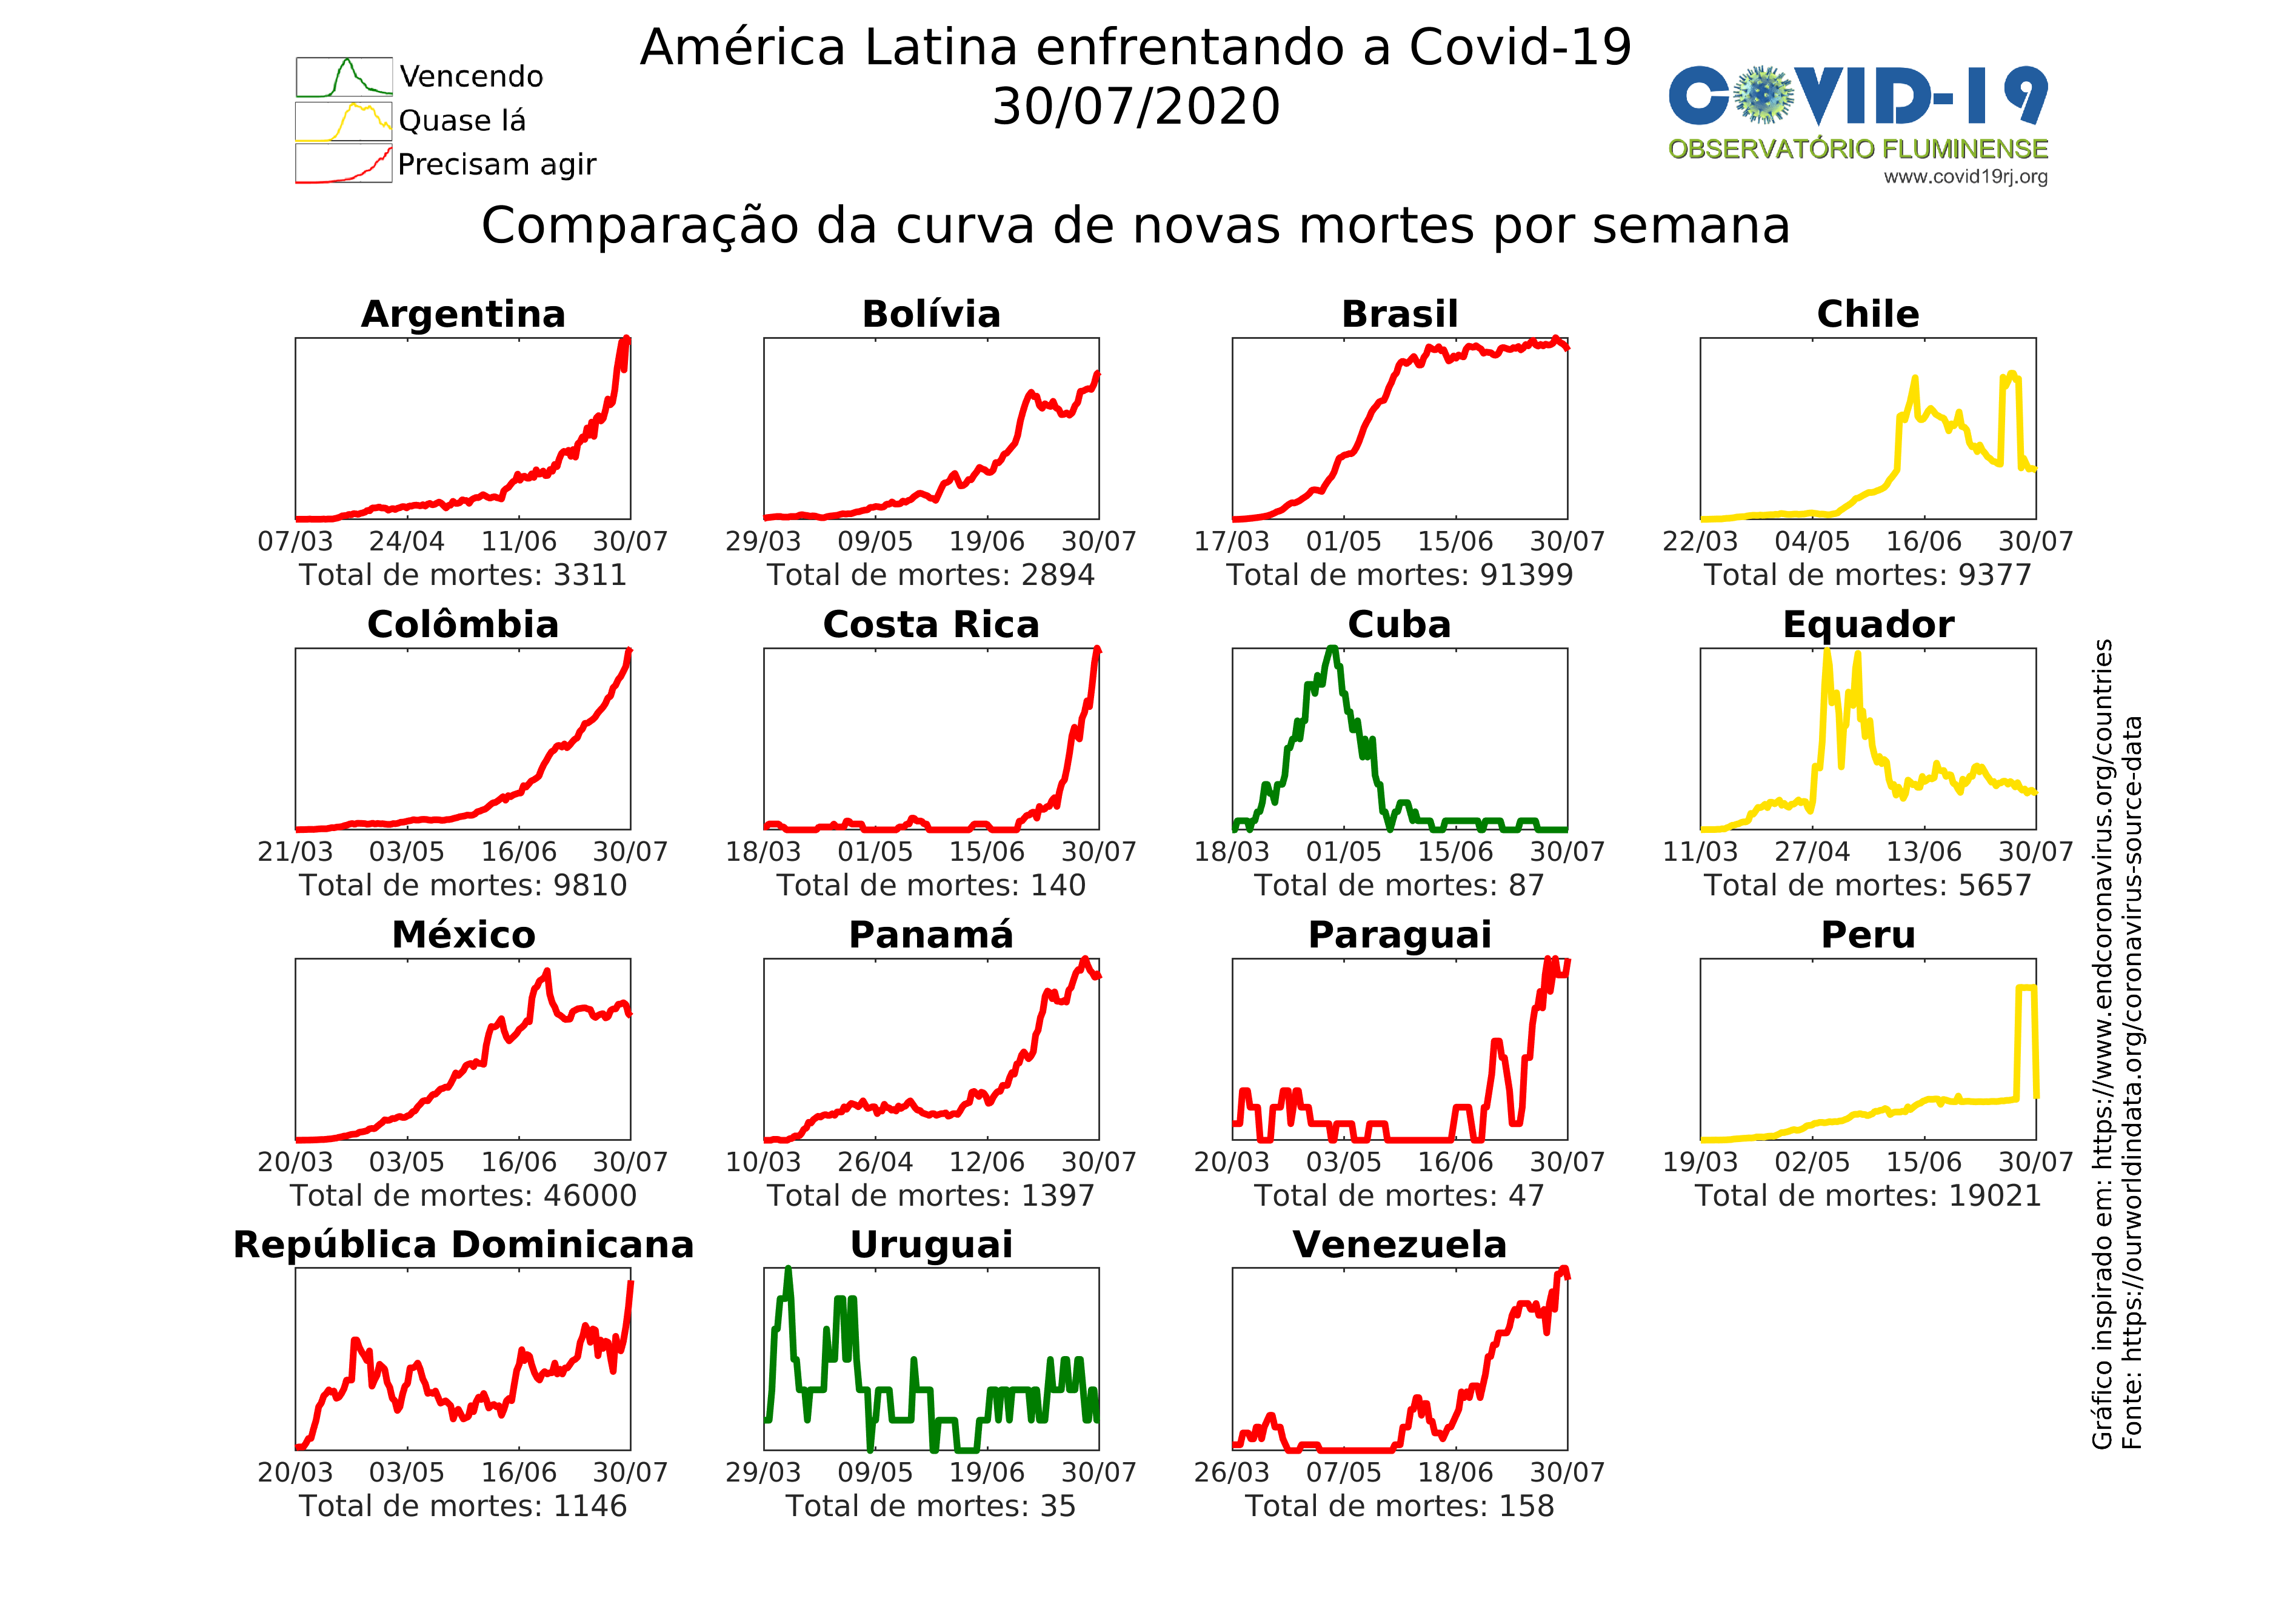 América Latina enfrentando a Covid-19
30/07/2020
Vencendo
Quase lá
Precisam agir
COVID-19
OBSERVATÓRIO FLUMINENSE
www.covid19rj.org
Comparação da curva de novas mortes por semana
Argentina
07/03 24/04 11/06 30/07
Total de mortes: 3311
Bolívia
29/03 09/05 19/06 30/07
Total de mortes: 2894
Brasil
17/03 01/05 15/06 30/07
Total de mortes: 91399
Chile
22/03 04/05 16/06 30/07
Total de mortes: 9377
Colômbia
21/03 03/05 16/06 30/07
Total de mortes: 9810
Costa Rica
18/03 01/05 15/06 30/07
Total de mortes: 140
Cuba
18/03 01/05 15/06 30/07
Total de mortes: 87
Equador
11/03 27/04 13/06 30/07
Total de mortes: 5657
México
20/03 03/05 16/06 30/07
Total de mortes: 46000
Panamá
10/03 26/04 12/06 30/07
Total de mortes: 1397
Paraguai
20/03 03/05 16/06 30/07
Total de mortes: 47
Peru
19/03 02/05 15/06 30/07
Total de mortes: 19021
República Dominicana
20/03 03/05 16/06 30/07
Total de mortes: 1146
Uruguai
29/03 09/05 19/06 30/07
Total de mortes: 35
Venezuela
26/03 07/05 18/06 30/07
Total de mortes: 158
Gráfico inspirado em: https://www.endcoronavirus.org/countries
Fonte: https://ourworldindata.org/coronavirus-source-data